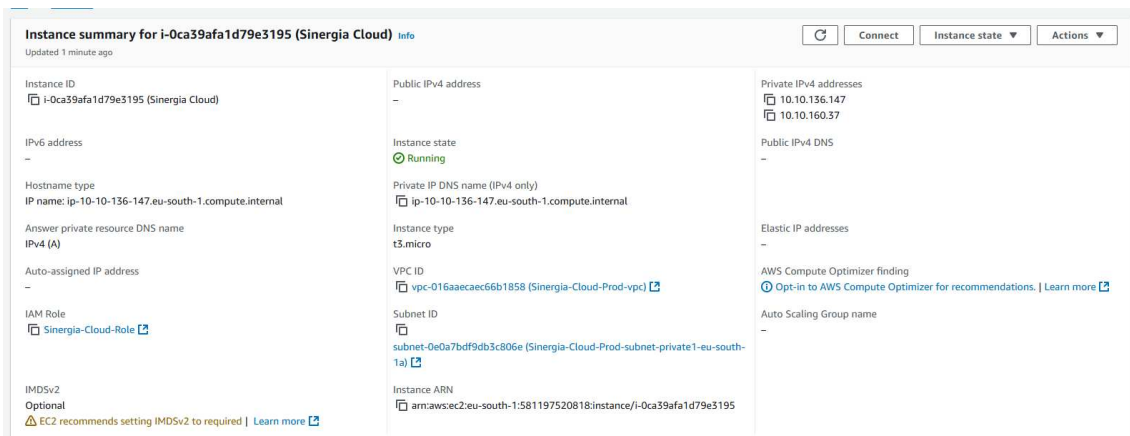 Instance summary for i-0ca39afa1d79e3195 (Sinergia Cloud) Info
Updated 1 minute ago
Connect
Instance state
Actions
Instance ID
i-0ca39afa1d79e3195 (Sinergia Cloud)
Public IPv4 address
–
Private IPv4 addresses
10.10.136.147
10.10.160.37
IPv6 address
–
Instance state
Running
Public IPv4 DNS
–
Hostname type
IP name: ip-10-10-136-147.eu-south-1.compute.internal
Private IP DNS name (IPv4 only)
ip-10-10-136-147.eu-south-1.compute.internal
Answer private resource DNS name
IPv4 (A)
Instance type
t3.micro
Elastic IP addresses
–
Auto-assigned IP address
–
VPC ID
vpc-016aaecaec66b1858 (Sinergia-Cloud-Prod-vpc)
AWS Compute Optimizer finding
Opt-in to AWS Compute Optimizer for recommendations. | Learn more
IAM Role
Sinergia-Cloud-Role
Subnet ID
subnet-0e0a7bdf9db3c806e (Sinergia-Cloud-Prod-subnet-private1-eu-south-
1a)
Auto Scaling Group name
–
IMDSv2
Optional
EC2 recommends setting IMDSv2 to required | Learn more
Instance ARN
arn:aws:ec2:eu-south-1:581197520818:instance/i-0ca39afa1d79e3195